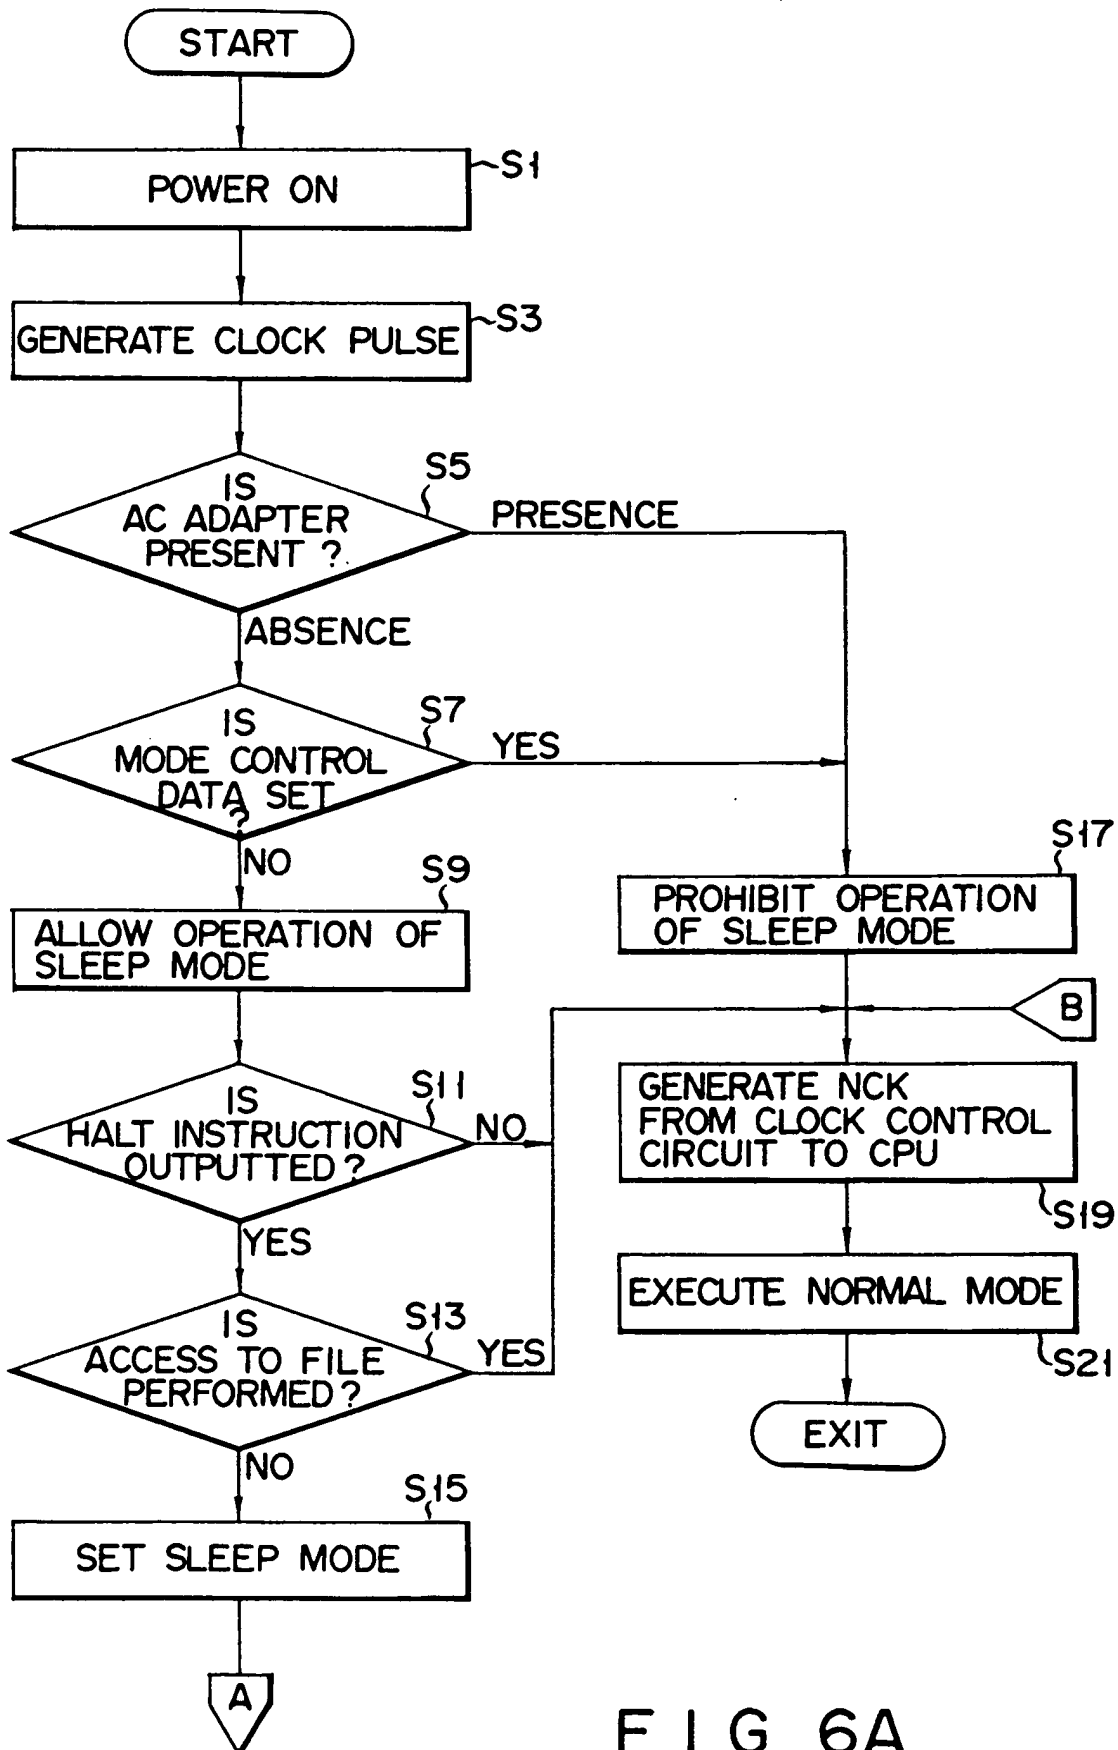 START
POWER ON
S1
GENERATE CLOCK PULSE
S3
IS
AC ADAPTER
PRESENT ?
S5
PRESENCE
ABSENCE
IS
MODE CONTROL
DATA SET
?
S7
YES
NO
S9
ALLOW OPERATION OF
SLEEP MODE
S17
PROHIBIT OPERATION
OF SLEEP MODE
B
IS
HALT INSTRUCTION
OUTPUTTED ?
S11
NO
YES
GENERATE NCK
FROM CLOCK CONTROL
CIRCUIT TO CPU
S19
IS
ACCESS TO FILE
PERFORMED ?
S13
YES
NO
EXECUTE NORMAL MODE
S21
EXIT
S15
SET SLEEP MODE
A
FIG 6A